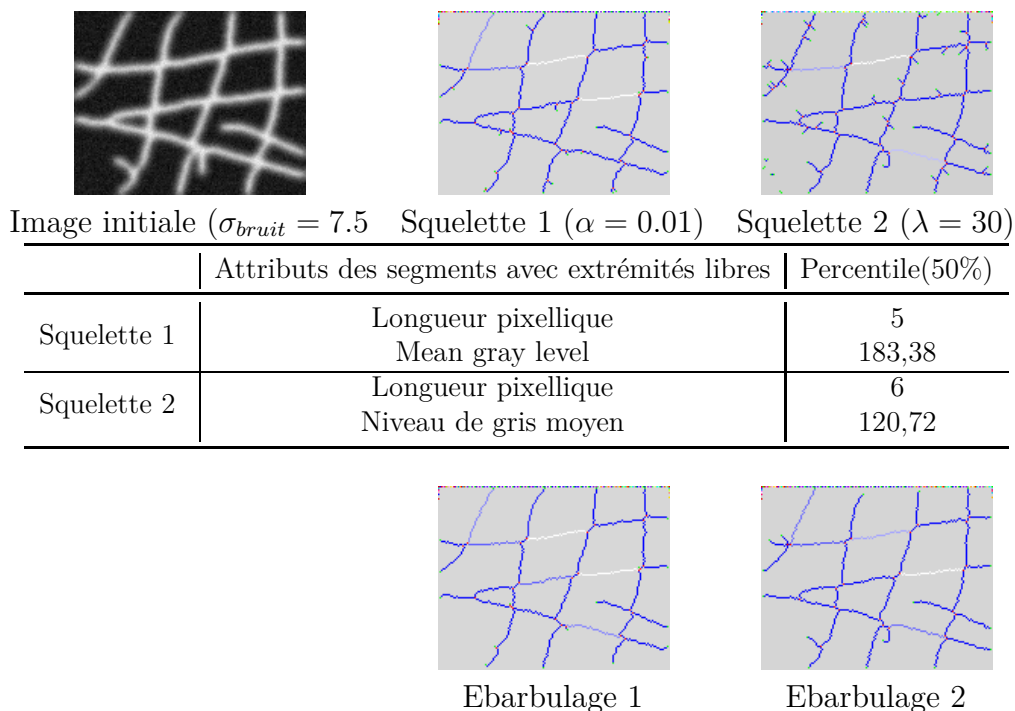 Image initiale (σ_bruit = 7.5 Squelette 1 (α = 0.01) Squelette 2 (λ = 30)
Attributs des segments avec extrémités libres Percentile(50%)
Squelette 1
Longueur pixellique 5
Mean gray level 183,38
Squelette 2
Longueur pixellique 6
Niveau de gris moyen 120,72
Ebarbulage 1 Ebarbulage 2